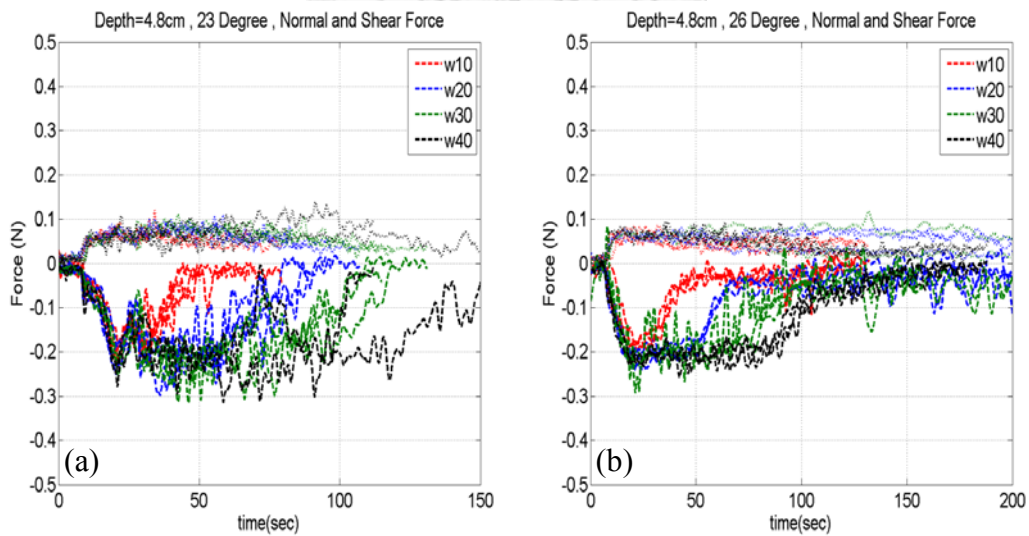 Depth=4.8cm , 23 Degree , Normal and Shear Force
0.5
0.4
0.3
0.2
0.1
0
-0.1
-0.2
-0.3
-0.4
-0.5
Force (N)
w10
w20
w30
w40
(a)
0
50
100
150
time(sec)
Depth=4.8cm , 26 Degree , Normal and Shear Force
0.5
0.4
0.3
0.2
0.1
0
-0.1
-0.2
-0.3
-0.4
-0.5
Force (N)
w10
w20
w30
w40
(b)
0
50
100
150
200
time(sec)